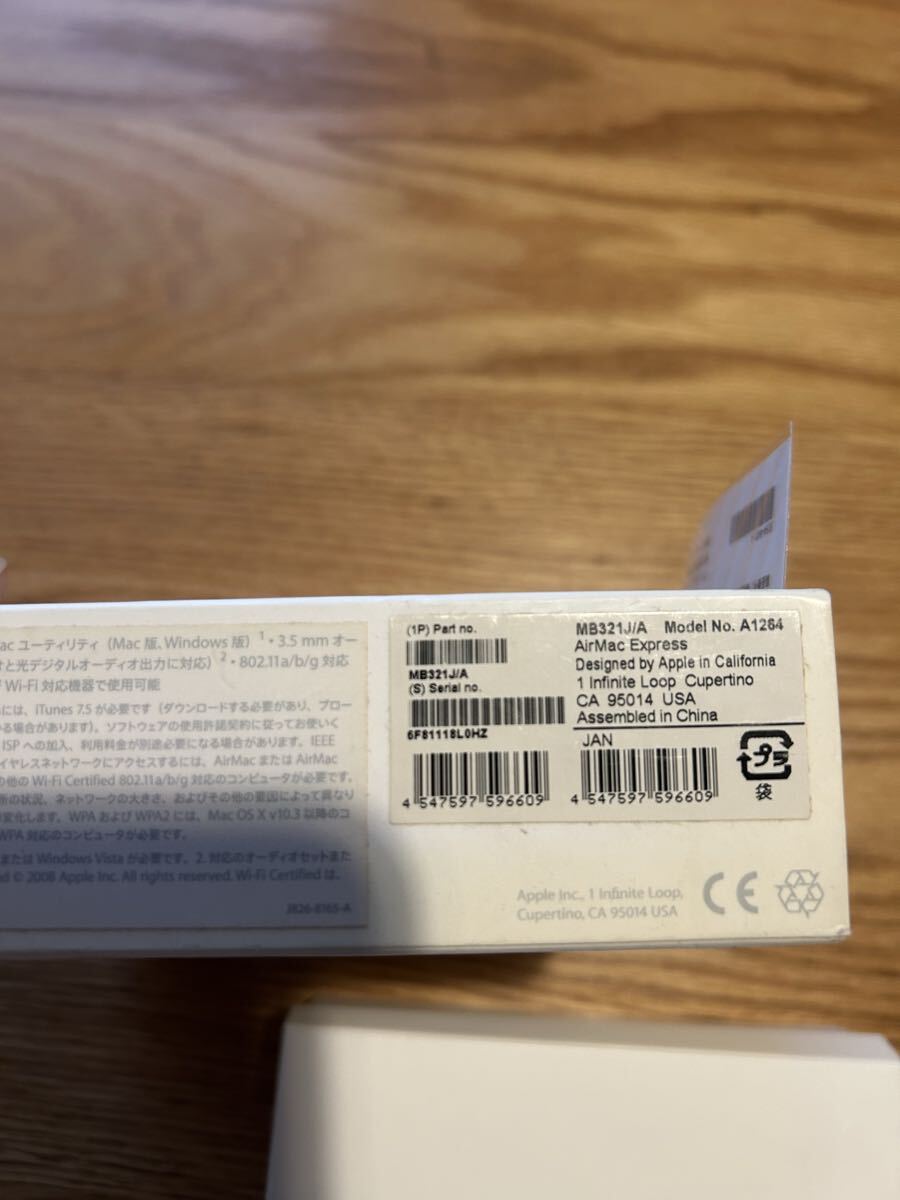 ac ユーティリティ（Mac 版、Windows 版）1・3.5 mm オー
と光デジタルオーディオ出力に対応）2・802.11a/b/g 対応
Wi-Fi 対応機器で使用可能
には、iTunes 7.5 が必要です（ダウンロードする必要があり、ブロー
る場合があります）。ソフトウェアの使用許諾契約に従ってお使いく
ISP への加入、利用料金が別途必要になる場合があります。IEEE
イヤレスネットワークにアクセスするには、AirMac または AirMac
の他の Wi-Fi Certified 802.11a/b/g 対応のコンピュータが必要です。
の状況、ネットワークの大きさ、およびその他の要因によって異なり
変化します。WPA および WPA2 には、Mac OS X v10.3 以降のコ
WPA 対応のコンピュータが必要です。
または Windows Vista が必要です。2. 対応のオーディオセットまた
d © 2008 Apple Inc. All rights reserved. Wi-Fi Certified は、
J826-8165-A
(1P) Part no.
MB321J/A
(S) Serial no.
6F81118L0HZ
4 547597 596609
MB321J/A Model No. A1264
AirMac Express
Designed by Apple in California
1 Infinite Loop Cupertino
CA 95014 USA
Assembled in China
JAN
4 547597 596609
プラ
袋
Apple Inc., 1 Infinite Loop,
Cupertino, CA 95014 USA
CE